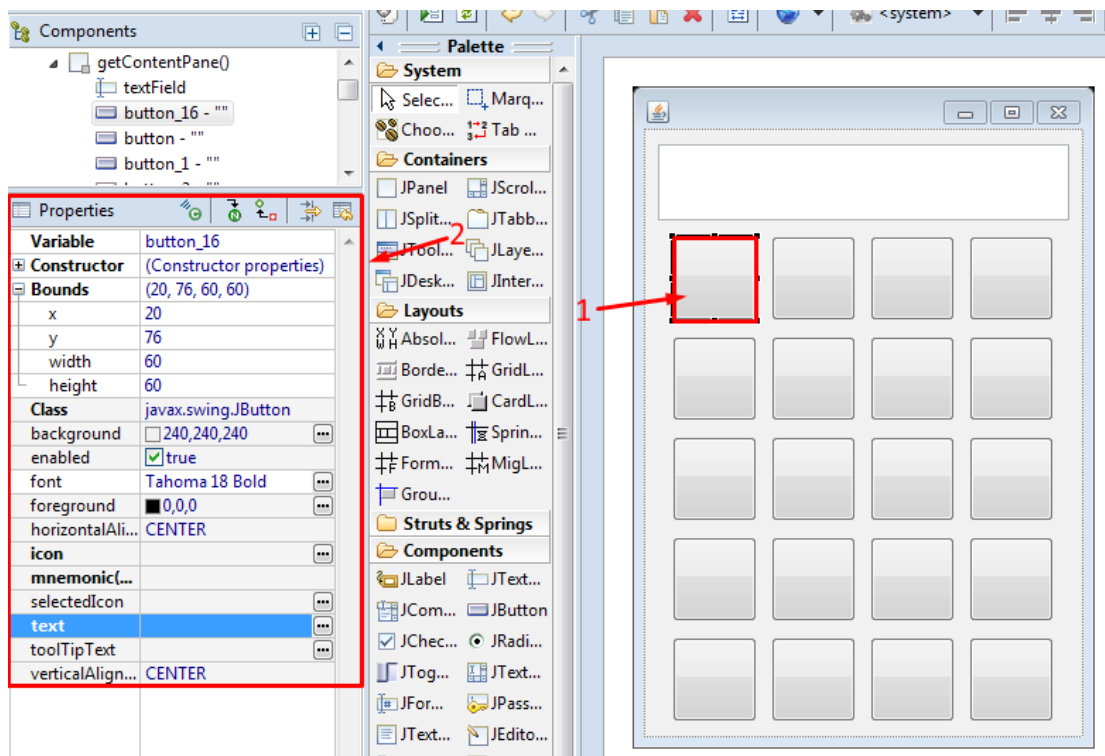 <system>
Components
getContentPane()
textField
button_16 - ""
button - ""
button_1 - ""
Properties
Variable button_16
Constructor (Constructor properties)
Bounds (20, 76, 60, 60)
x 20
y 76
width 60
height 60
Class javax.swing.JButton
background 240,240,240
enabled true
font Tahoma 18 Bold
foreground 0,0,0
horizontalAli... CENTER
icon
mnemonic(...
selectedIcon
text
toolTipText
verticalAlign... CENTER
Palette
System
Selec... Marq...
Choo... Tab ...
Containers
JPanel JScrol...
JSplit... JTabb...
JTool... JLaye...
JDesk... JInter...
Layouts
Absol... FlowL...
Borde... GridL...
GridB... CardL...
BoxLa... Sprin...
Form... MigL...
Grou...
Struts & Springs
Components
JLabel JText...
JCom... JButton
JChec... JRadi...
JTog... JText...
JFor... JPass...
JText... JEdito...
2
1